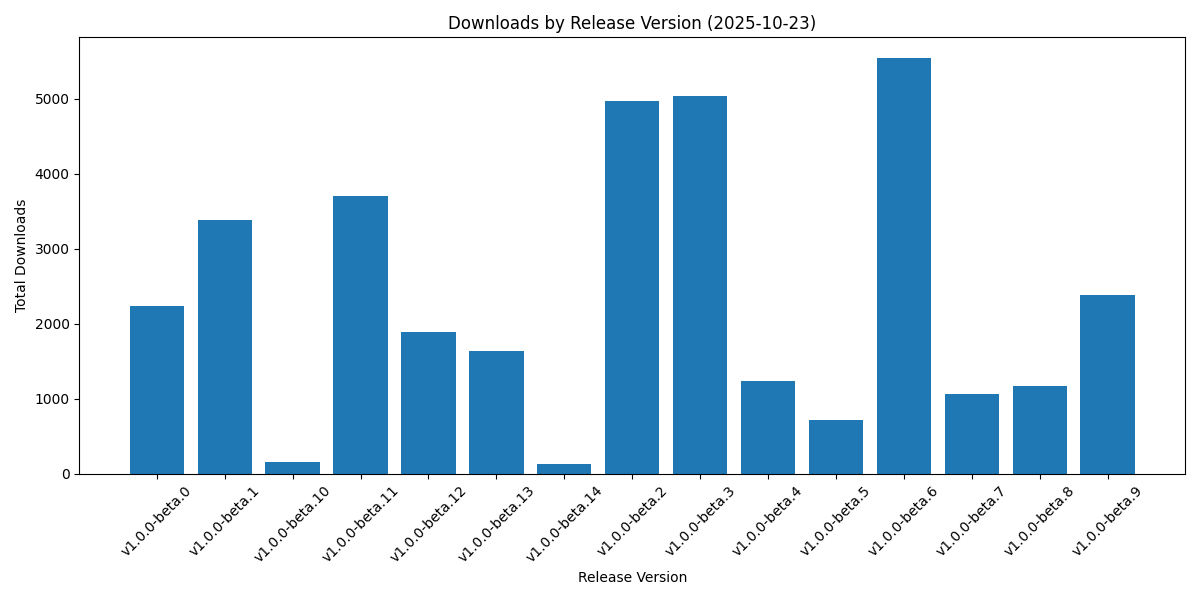 Downloads by Release Version (2025-10-23)
Total Downloads
5000
4000
3000
2000
1000
0
v1.0.0-beta.0
v1.0.0-beta.1
v1.0.0-beta.10
v1.0.0-beta.11
v1.0.0-beta.12
v1.0.0-beta.13
v1.0.0-beta.14
v1.0.0-beta.2
v1.0.0-beta.3
v1.0.0-beta.4
v1.0.0-beta.5
v1.0.0-beta.6
v1.0.0-beta.7
v1.0.0-beta.8
v1.0.0-beta.9
Release Version